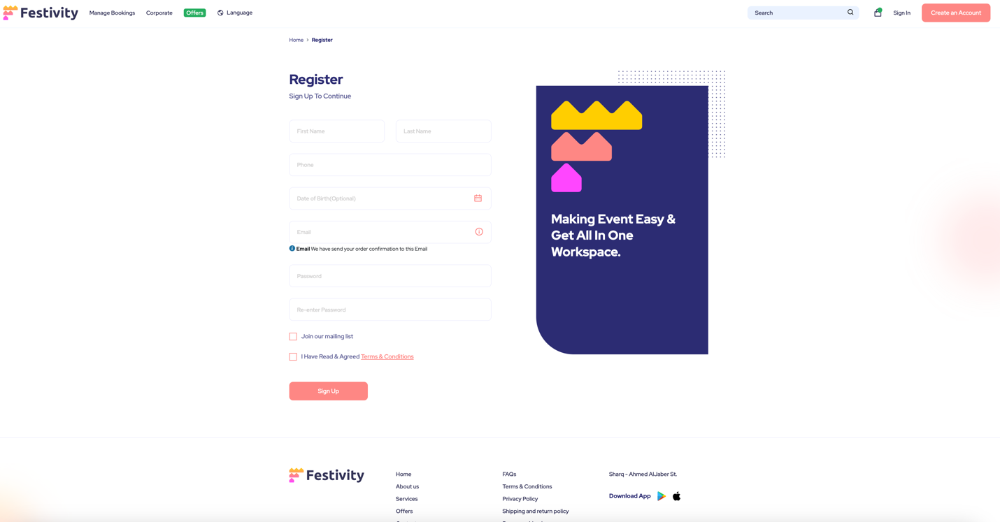 Festivity
Manage Bookings
Corporate
Offers
Language
Search
Sign In
Create an Account
Home > Register
Register
Sign Up To Continue
First Name
Last Name
Phone
Date of Birth(Optional)
Email
Email We have send your order confirmation to this Email
Password
Re-enter Password
Join our mailing list
I Have Read & Agreed Terms & Conditions
Sign Up
Making Event Easy &
Get All In One
Workspace.
Festivity
Home
About us
Services
Offers
FAQs
Terms & Conditions
Privacy Policy
Shipping and return policy
Sharq - Ahmed AlJaber St.
Download App